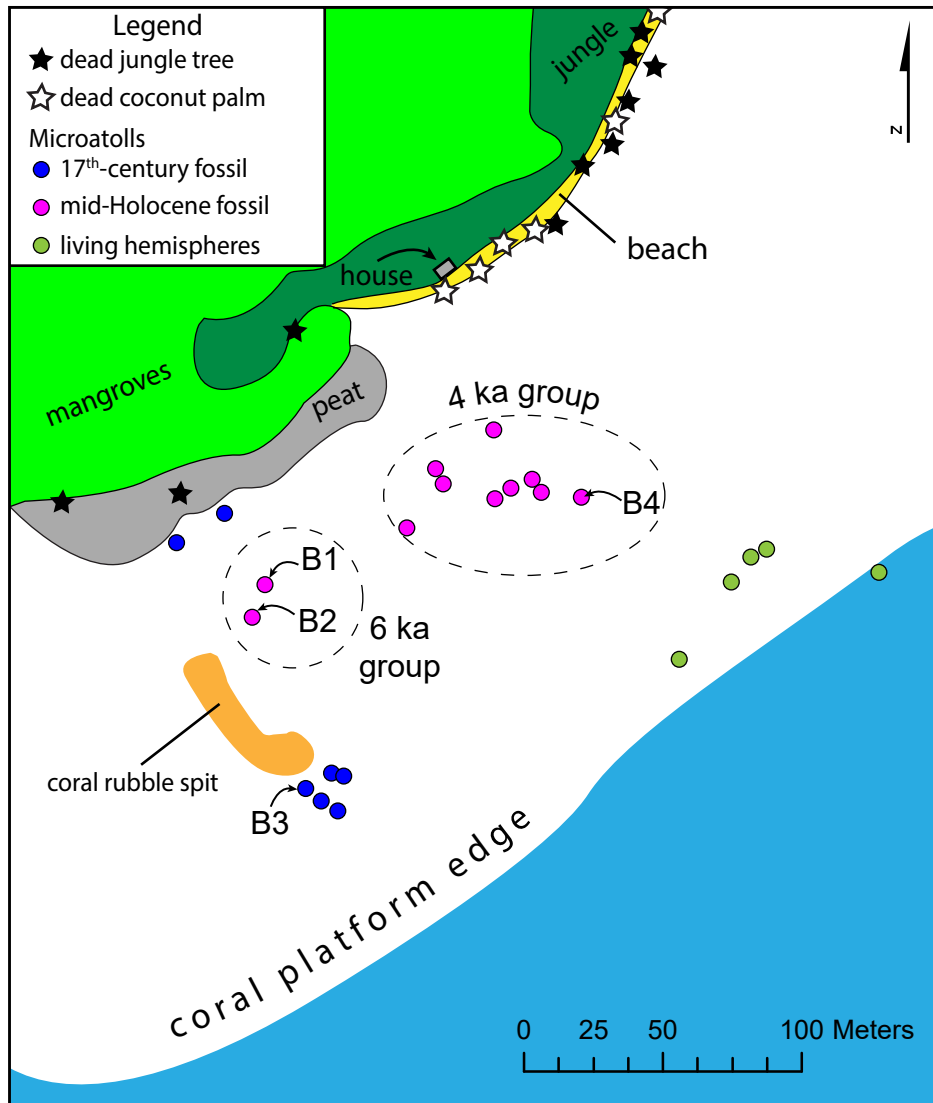 Legend
dead jungle tree
dead coconut palm
Microatolls
17th-century fossil
mid-Holocene fossil
living hemispheres
jungle
N
beach
house
mangroves
peat
4 ka group
B4
B1
B2
6 ka
group
coral rubble spit
B3
coral platform edge
0 25 50 100 Meters